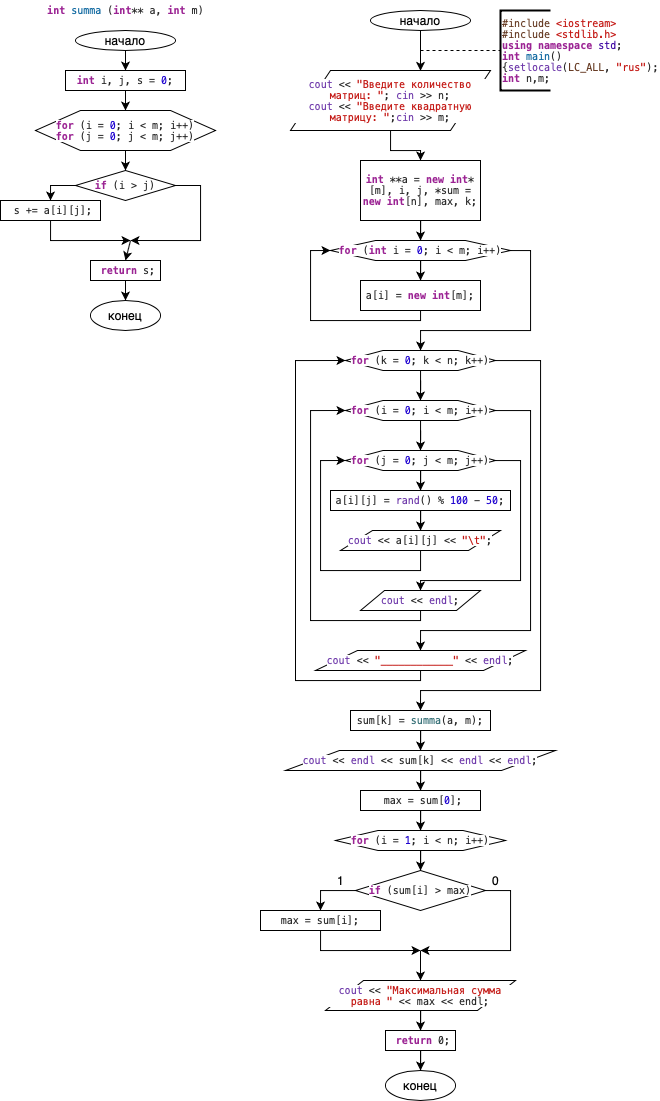 int summa (int** a, int m)
начало
int i, j, s = 0;
for (i = 0; i < m; i++)
for (j = 0; j < m; j++)
if (i > j)
s += a[i][j];
return s;
конец
начало
#include <iostream>
#include <stdlib.h>
using namespace std;
int main()
{setlocale(LC_ALL, "rus");
int n,m;
cout << "Введите количество
матриц: "; cin >> n;
cout << "Введите квадратную
матрицу: ";cin >> m;
int **a = new int*
[m], i, j, *sum =
new int[n], max, k;
for (int i = 0; i < m; i++)
a[i] = new int[m];
for (k = 0; k < n; k++)
for (i = 0; i < m; i++)
for (j = 0; j < m; j++)
a[i][j] = rand() % 100 - 50;
cout << a[i][j] << "\t";
cout << endl;
cout << "____________" << endl;
sum[k] = summa(a, m);
cout << endl << sum[k] << endl << endl;
max = sum[0];
for (i = 1; i < n; i++)
if (sum[i] > max)
1
0
max = sum[i];
cout << "Максимальная сумма
равна " << max << endl;
return 0;
конец